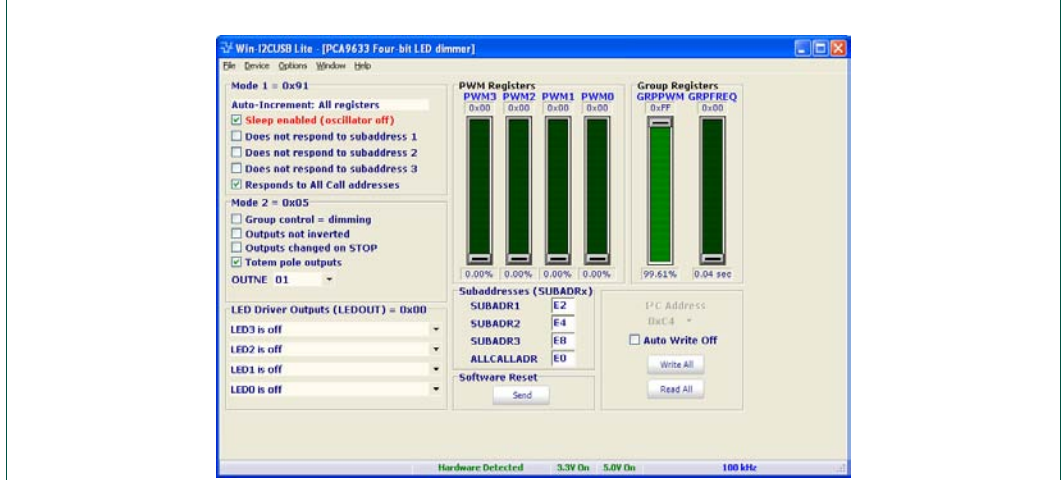 Win-I2CUSB Lite - [PCA9633 Four-bit LED dimmer]
File Device Options Window Help
Mode 1 = 0x91
Auto-Increment: All registers
Sleep enabled (oscillator off)
Does not respond to subaddress 1
Does not respond to subaddress 2
Does not respond to subaddress 3
Responds to All Call addresses
Mode 2 = 0x05
Group control = dimming
Outputs not inverted
Outputs changed on STOP
Totem pole outputs
OUTNE 01
LED Driver Outputs (LEDOUT) = 0x00
LED3 is off
LED2 is off
LED1 is off
LED0 is off
PWM Registers
PWM3 PWM2 PWM1 PWM0
0x00 0x00 0x00 0x00
0.00% 0.00% 0.00% 0.00%
Group Registers
GRPPWM GRPFREQ
0xFF 0x00
99.61% 0.04 sec
Subaddresses (SUBADRx)
SUBADR1 E2
SUBADR2 E4
SUBADR3 E8
ALLCALLADR E0
Software Reset
Send
I²C Address
0xC4
Auto Write Off
Write All
Read All
Hardware Detected 3.3V On 5.0V On 100 kHz